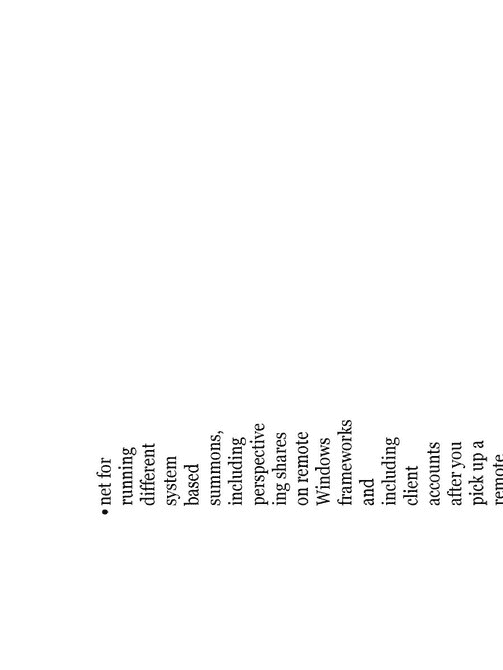 • net for
running
different
system
based
summons,
including
perspective
ing shares
on remote
Windows
frameworks
and
including
client
accounts
after you
pick up a
remote